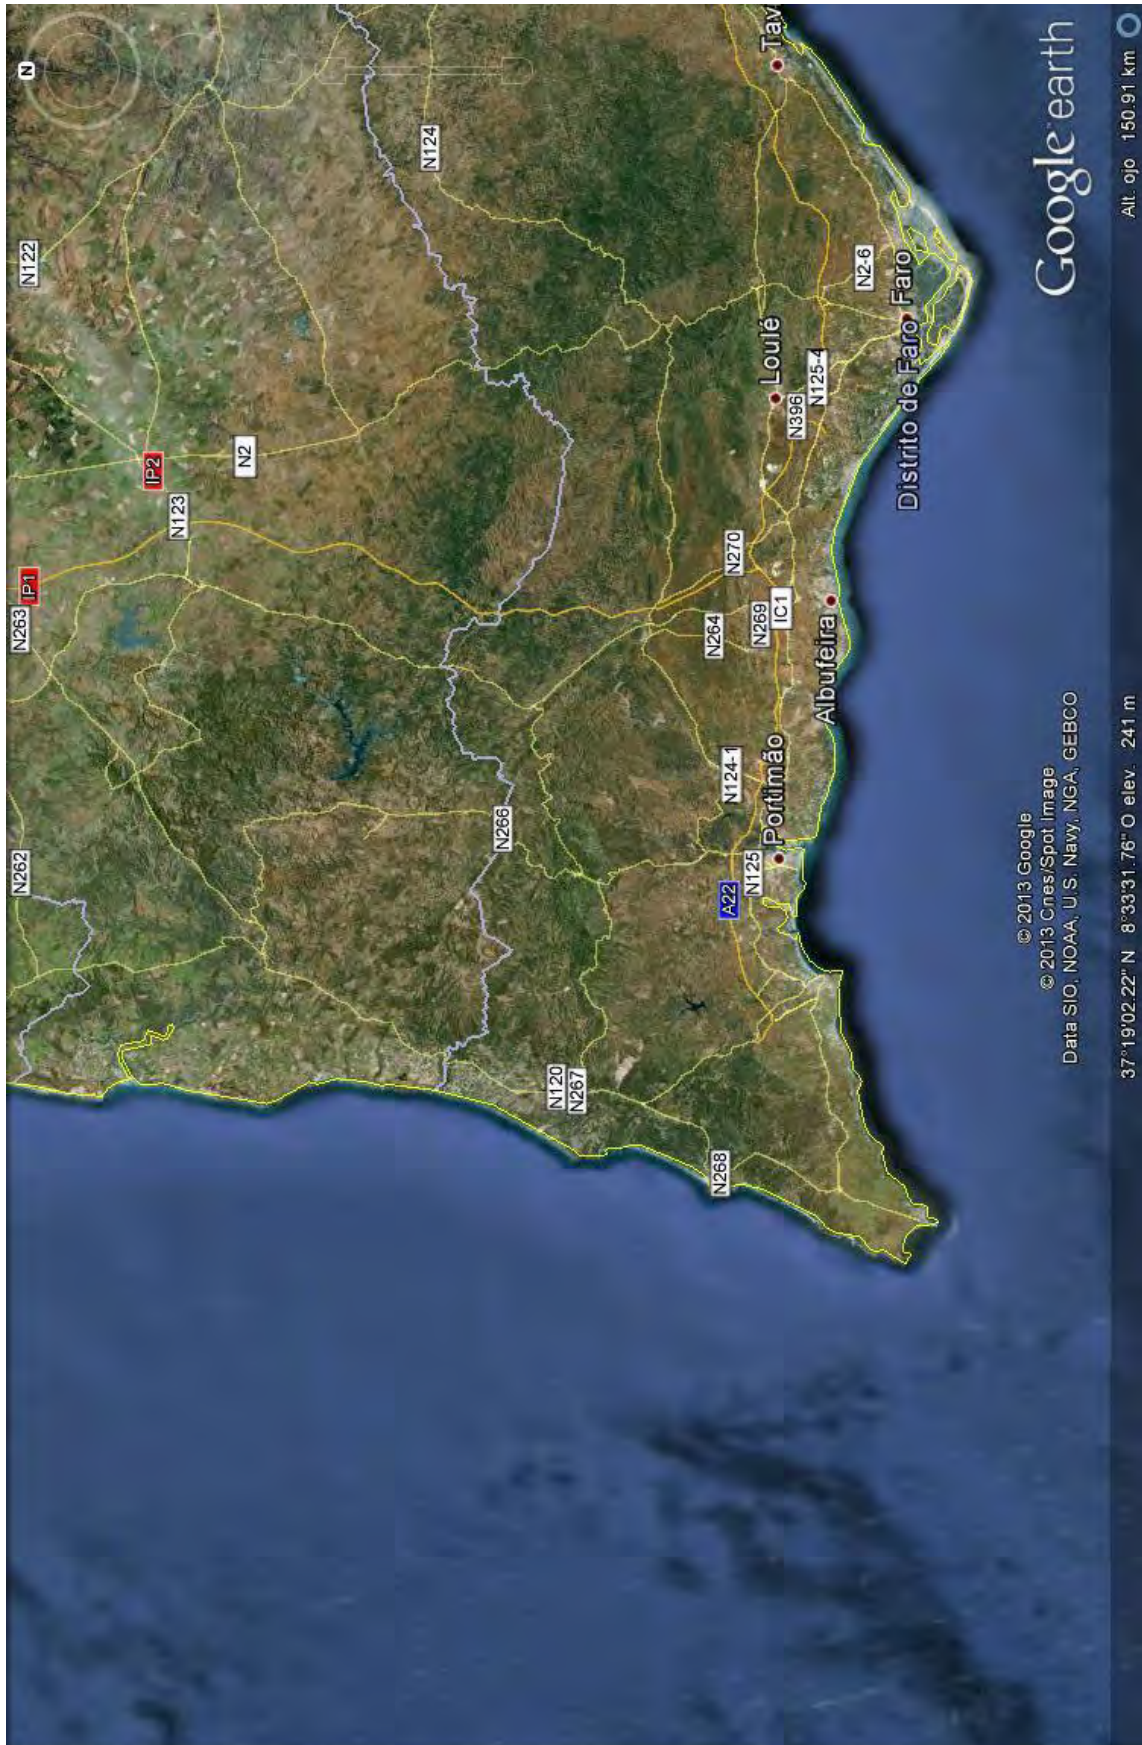 N
N262
N263
IP1
N122
N123
IP2
N2
N124
N266
N120
N267
N268
A22
N125
N124-1
Portimão
N264
N269
IC1
N270
Albufeira
N396
N125-4
Loulé
N2-6
Distrito de Faro
Faro
Tav
© 2013 Google
© 2013 Cnes/Spot Image
Data SIO, NOAA, U.S. Navy, NGA, GEBCO
Google earth
37°19'02.22" N 8°33'31.76" O elev. 241 m
Alt. ojo 150.91 km